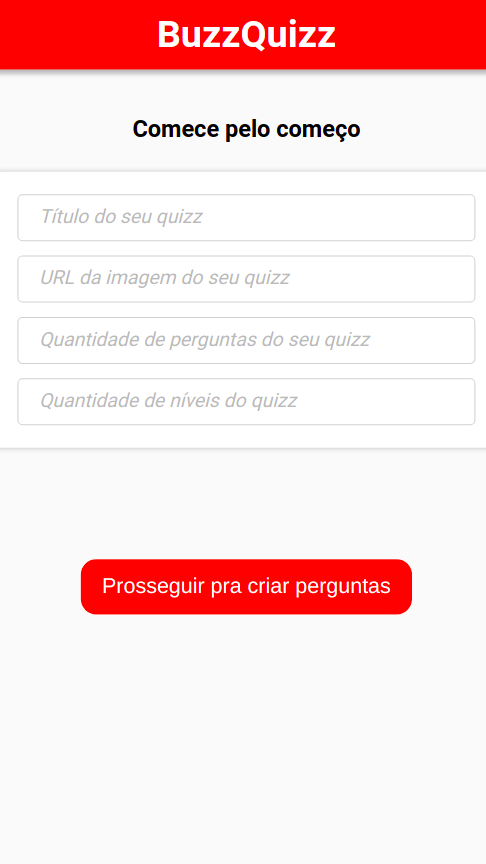 BuzzQuizz
Comece pelo começo
Título do seu quizz
URL da imagem do seu quizz
Quantidade de perguntas do seu quizz
Quantidade de níveis do quizz
Prosseguir pra criar perguntas